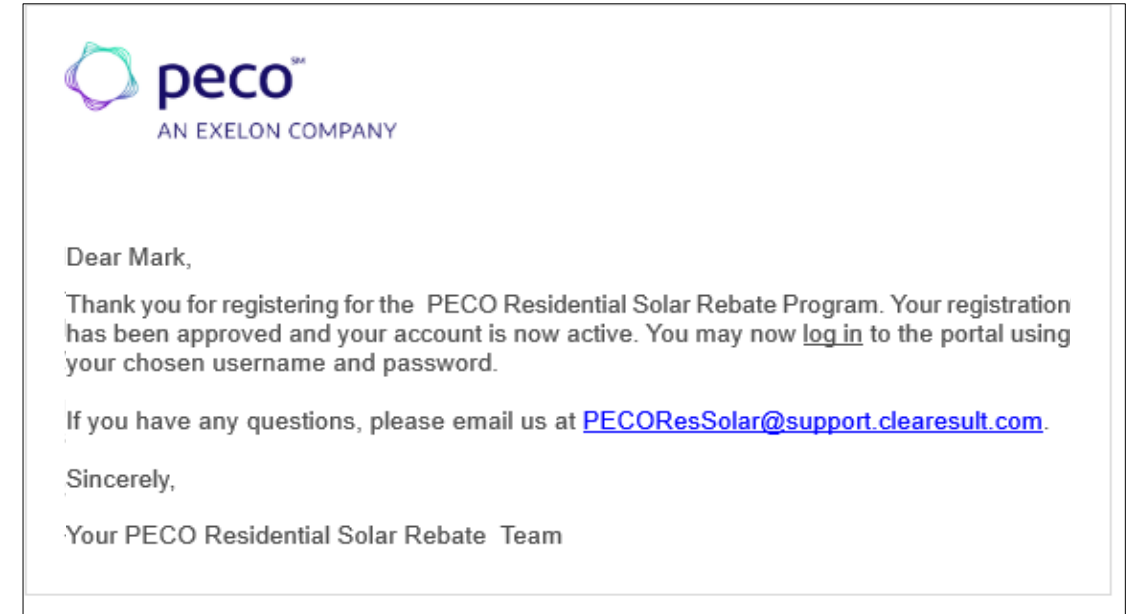 peco℠
AN EXELON COMPANY
Dear Mark,
Thank you for registering for the  PECO Residential Solar Rebate Program. Your registration
has been approved and your account is now active. You may now log in to the portal using
your chosen username and password.
If you have any questions, please email us at PECOResSolar@support.clearesult.com.
Sincerely,
Your PECO Residential Solar Rebate  Team